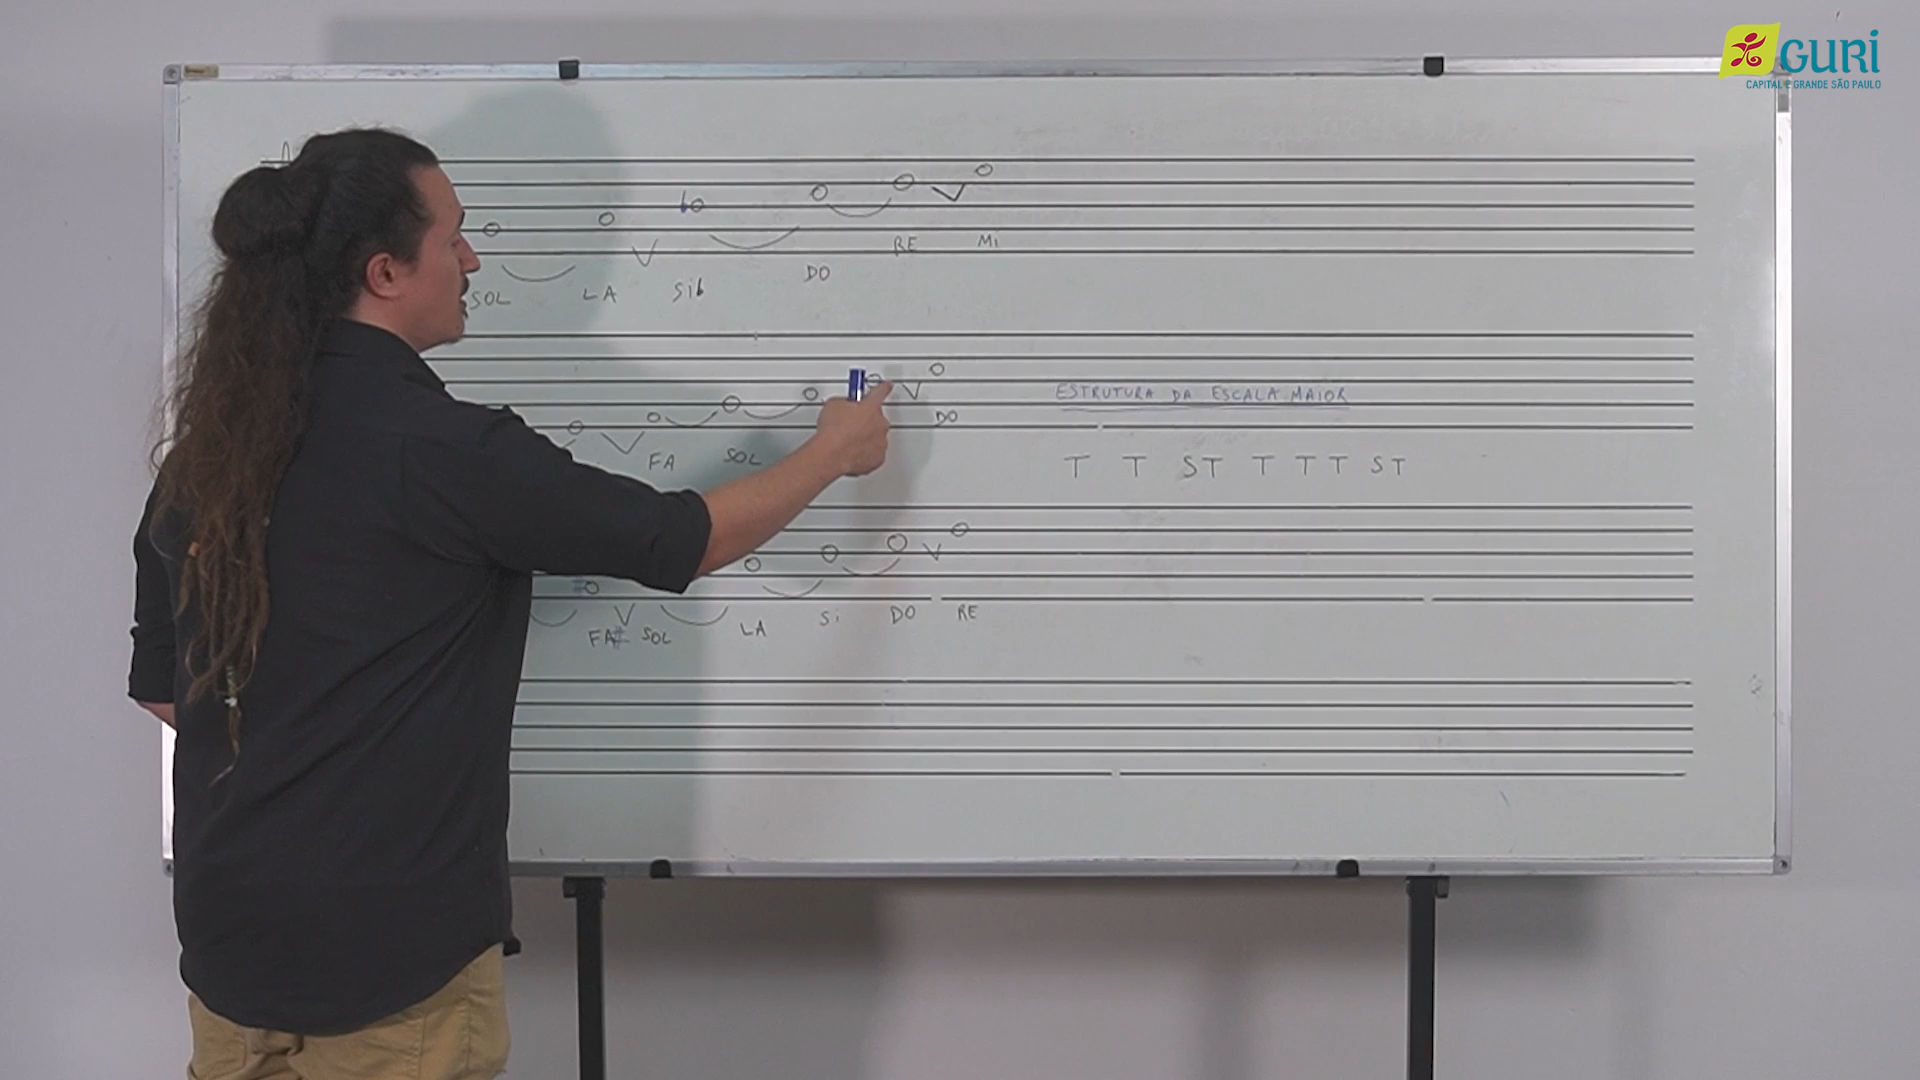 GURI
CAPITAL E GRANDE SÃO PAULO
RE MI
SOL LA SIb DO
ESTRUTURA DA ESCALA MAIOR
DO
FA SOL
T T ST T T T ST
FA# SOL LA Si DO RE